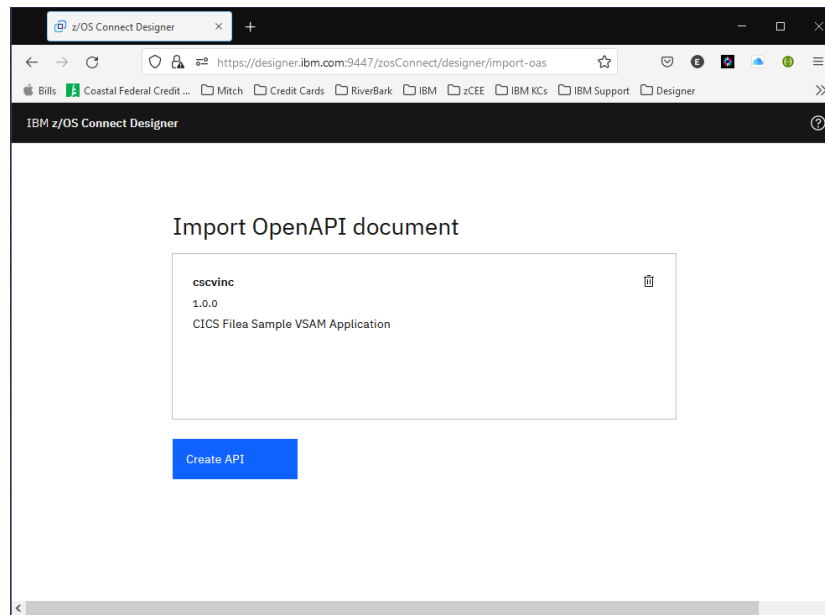 z/OS Connect Designer
https://designer.ibm.com:9447/zosConnect/designer/import-oas
Bills Coastal Federal Credit ... Mitch Credit Cards RiverBark IBM zCEE IBM KCs IBM Support Designer
IBM z/OS Connect Designer
Import OpenAPI document
cscvinc
1.0.0
CICS Filea Sample VSAM Application
Create API